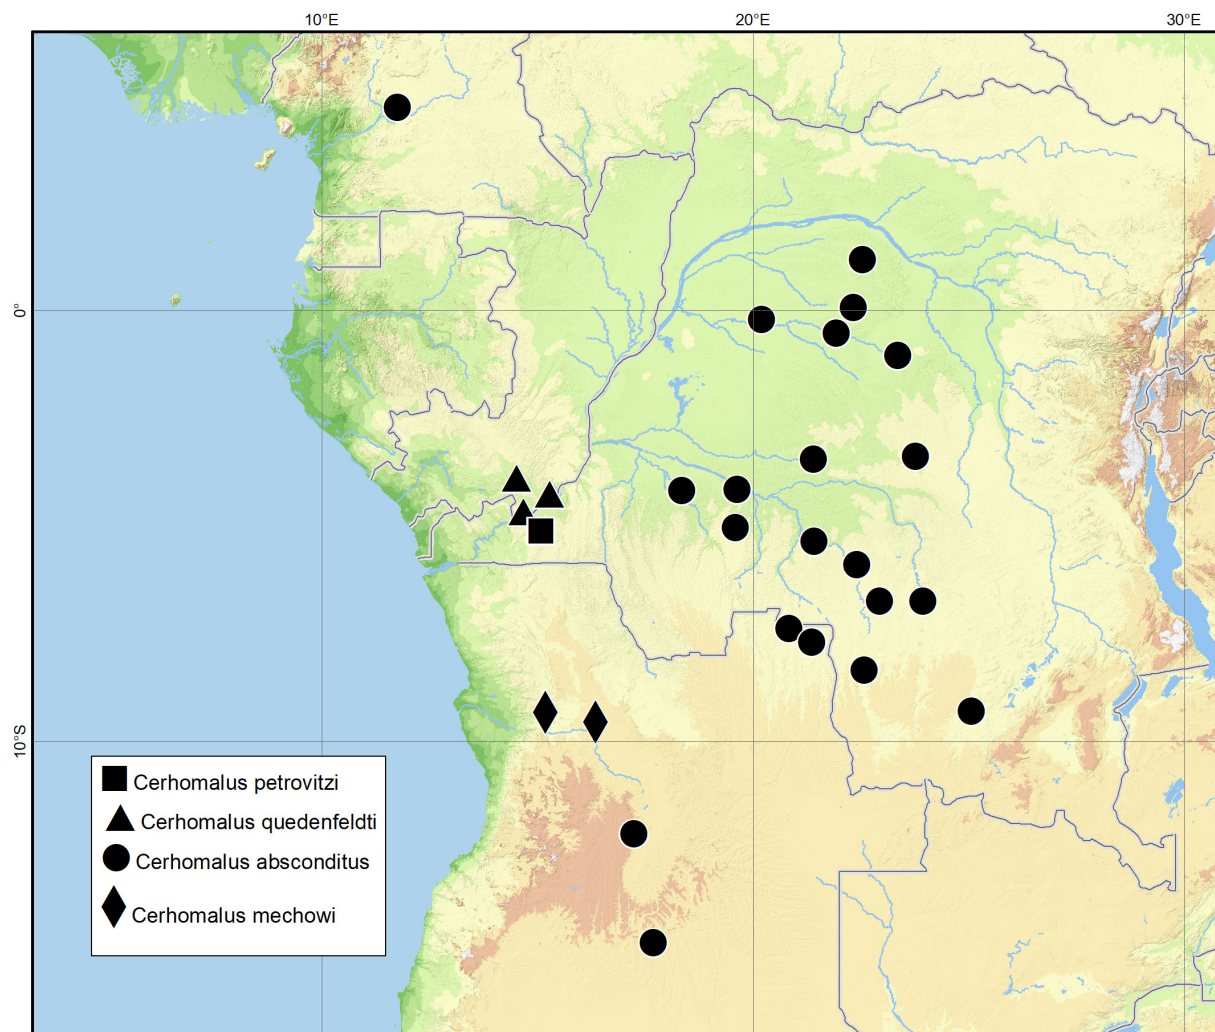 10°E
20°E
30°E
0°
10°S
Cerhomalus petrovitzi
Cerhomalus quedenfeldti
Cerhomalus absconditus
Cerhomalus mechowi